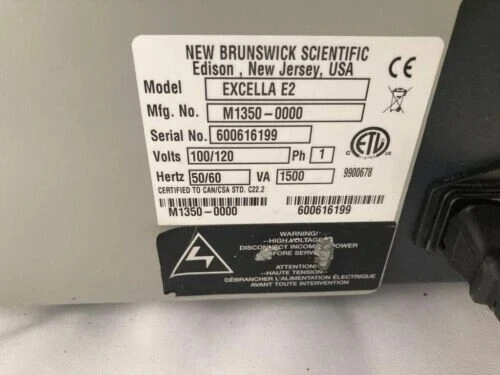 NEW BRUNSWICK SCIENTIFIC
Edison , New Jersey, USA
CE
Model EXCELLA E2
Mfg. No. M1350-0000
Serial No. 600616199
Volts 100/120 Ph 1
Hertz 50/60 VA 1500
ETL
C US
9900678
CERTIFIED TO CAN/CSA STD. C22.2
M1350-0000 600616199
WARNING:
—HIGH VOLTAGE—
DISCONNECT INCOMING POWER
BEFORE SERVICING
ATTENTION:
—HAUTE TENSION—
DÉBRANCHER L'ALIMENTATION ÉLECTRIQUE
AVANT TOUTE INTERVENTION